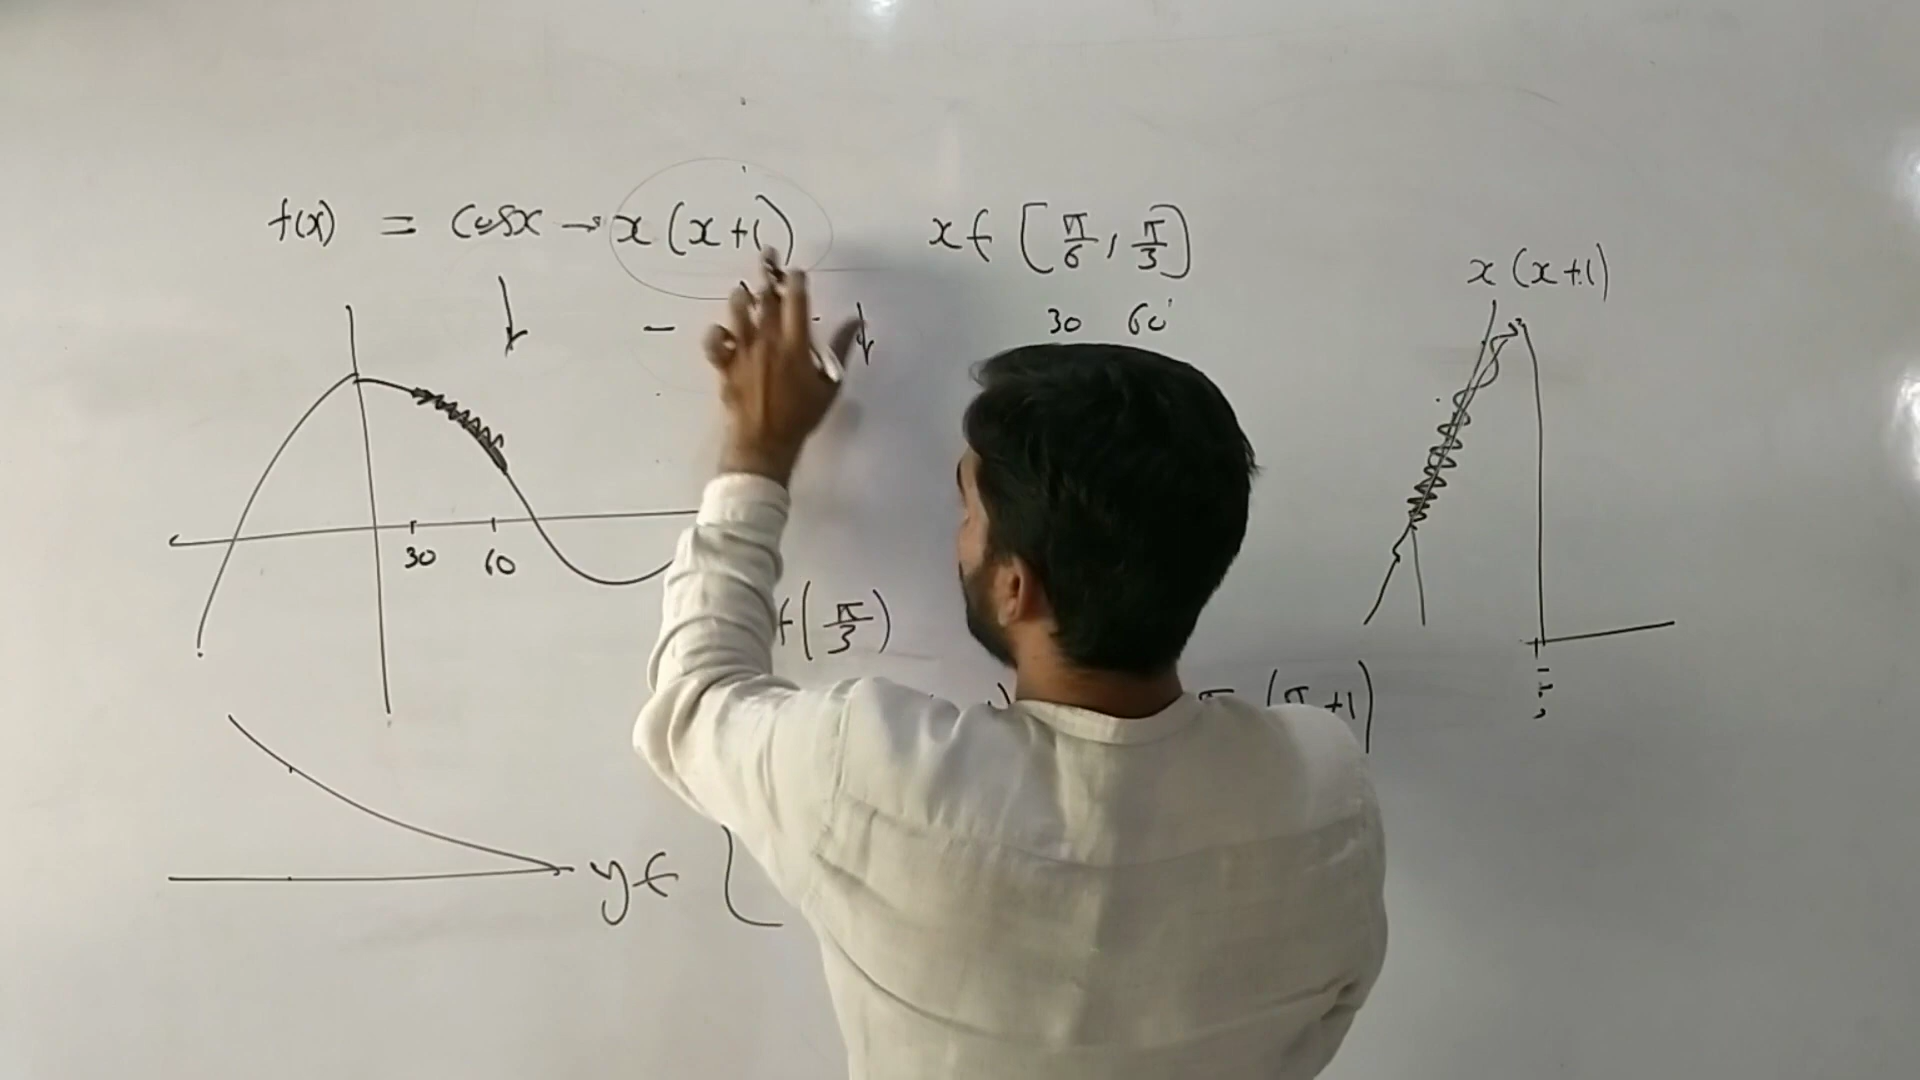 f(x) = cosx - x(x+1) x ∈ [π/6, π/3]
x(x+1)
30 60°
-
30 60
f(π/3)
(π +1)
y ∈ [